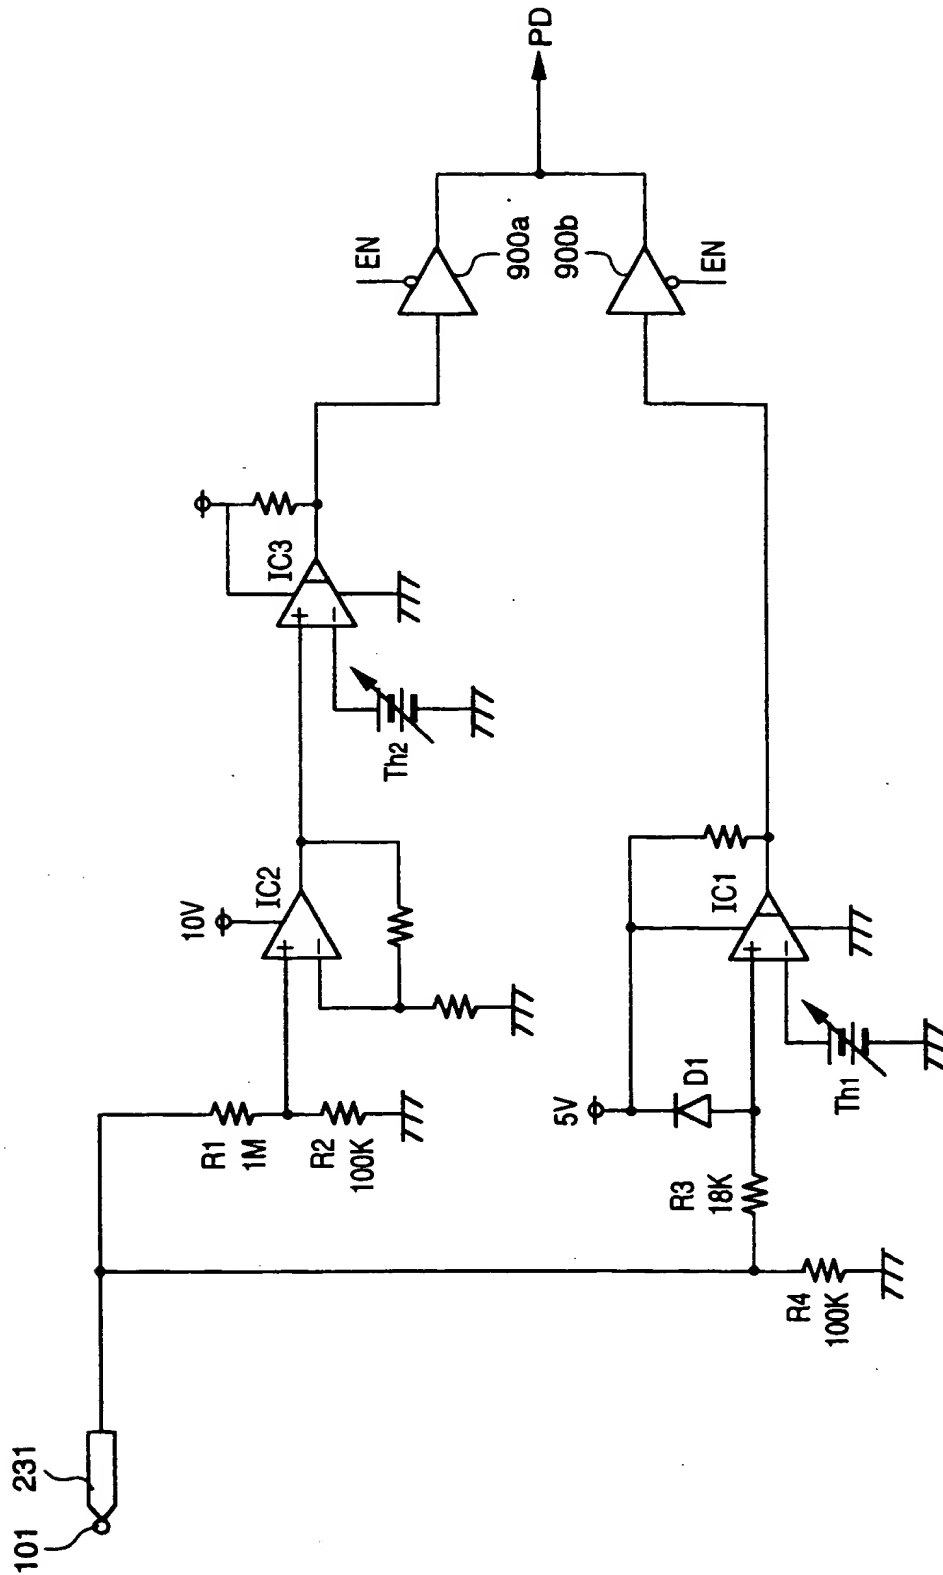 101
231
R1
1M
R2
100K
10V
IC2
+
−
Th2
IC3
+
−
EN
900a
PD
900b
EN
R4
100K
R3
18K
5V
D1
Th1
IC1
+
−